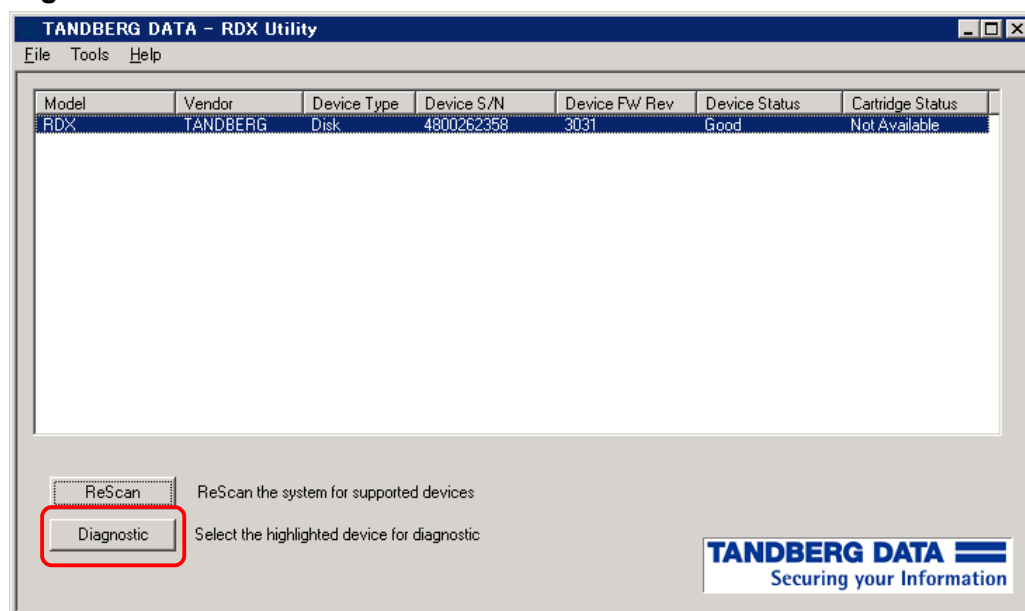 TANDBERG DATA – RDX Utility
File Tools Help
Model Vendor Device Type Device S/N Device FW Rev Device Status Cartridge Status
RDX TANDBERG Disk 4800262358 3031 Good Not Available
ReScan ReScan the system for supported devices
Diagnostic Select the highlighted device for diagnostic
TANDBERG DATA
Securing your Information